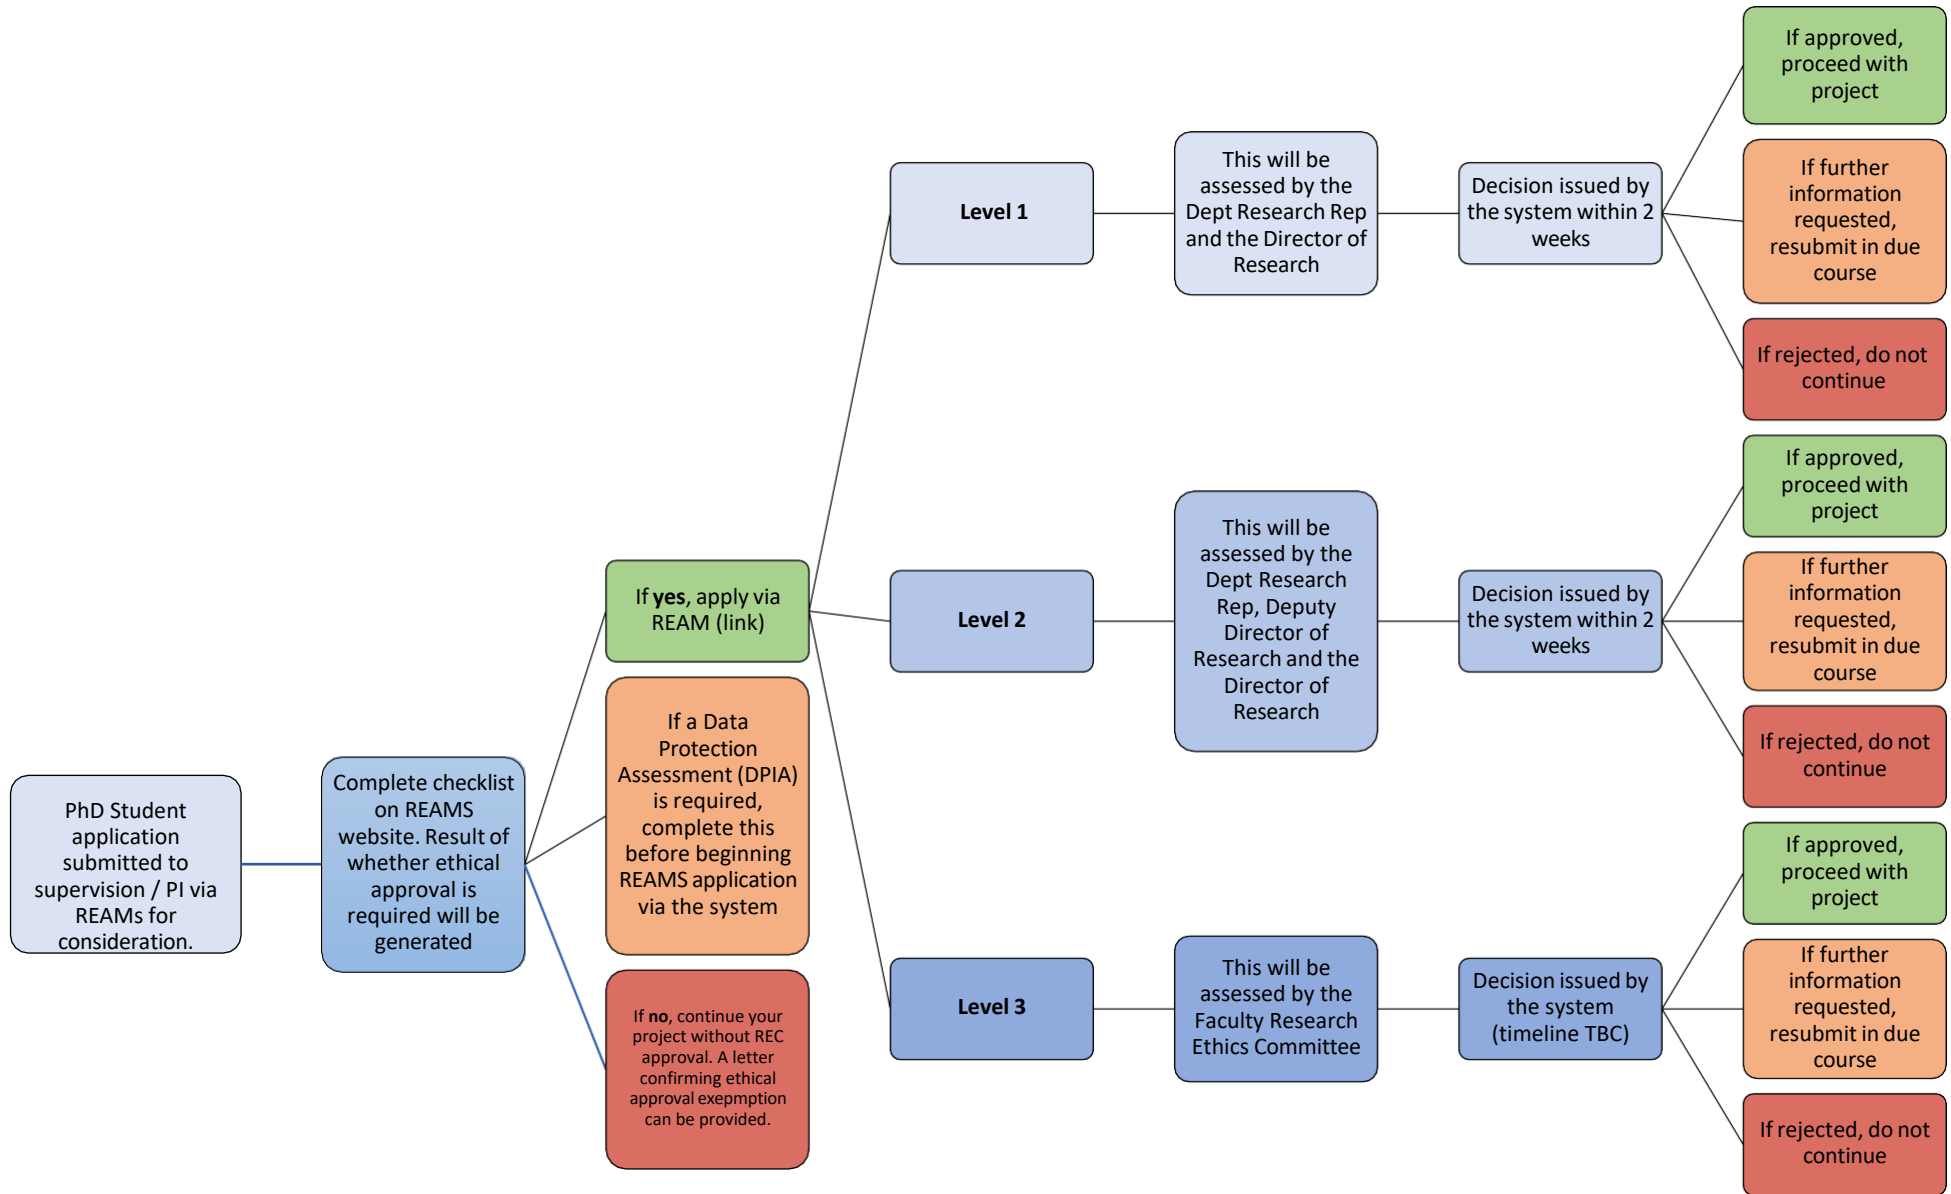 PhD Student
application
submitted to
supervision / PI via
REAMs for
consideration.
Complete checklist
on REAMS
website. Result of
whether ethical
approval is
required will be
generated
If yes, apply via
REAM (link)
If a Data
Protection
Assessment (DPIA)
is required,
complete this
before beginning
REAMS application
via the system
If no, continue your
project without REC
approval. A letter
confirming ethical
approval exepmption
can be provided.
Level 1
This will be
assessed by the
Dept Research Rep
and the Director of
Research
Decision issued by
the system within 2
weeks
If approved,
proceed with
project
If further
information
requested,
resubmit in due
course
If rejected, do not
continue
Level 2
This will be
assessed by the
Dept Research
Rep, Deputy
Director of
Research and the
Director of
Research
Decision issued by
the system within 2
weeks
If approved,
proceed with
project
If further
information
requested,
resubmit in due
course
If rejected, do not
continue
Level 3
This will be
assessed by the
Faculty Research
Ethics Committee
Decision issued by
the system
(timeline TBC)
If approved,
proceed with
project
If further
information
requested,
resubmit in due
course
If rejected, do not
continue